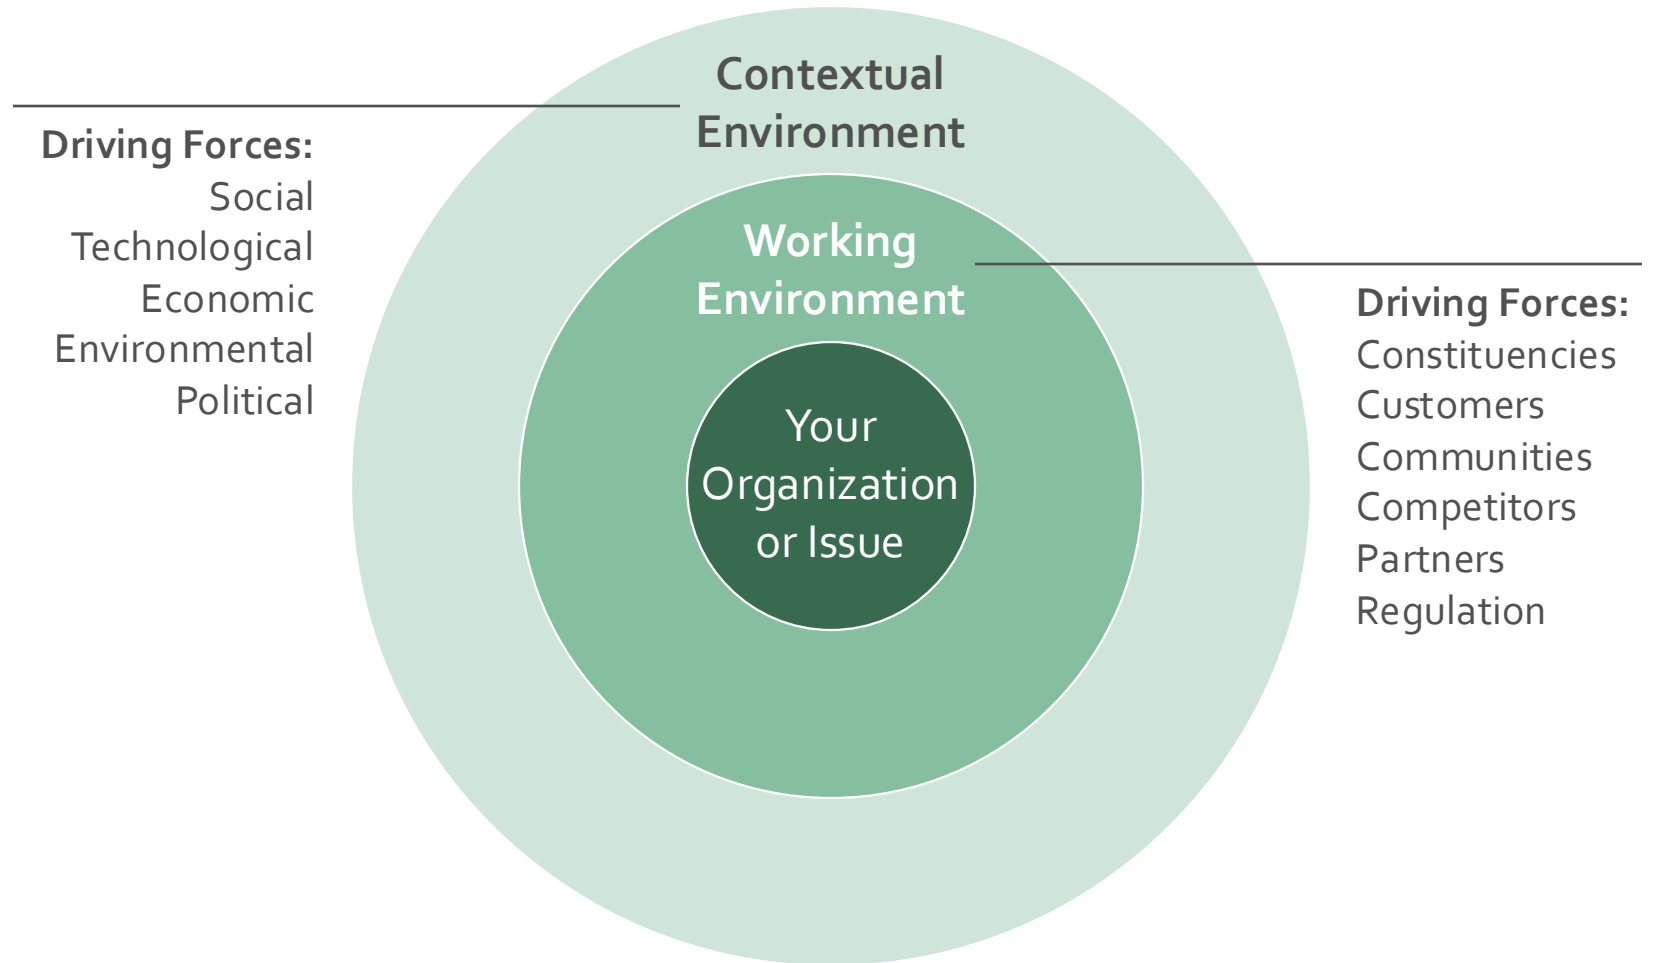 Contextual
Environment
Driving Forces:
Social
Technological
Economic
Environmental
Political
Working
Environment
Driving Forces:
Constituencies
Customers
Communities
Competitors
Partners
Regulation
Your
Organization
or Issue